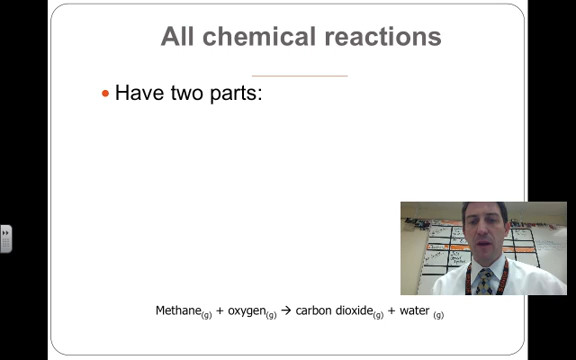 All chemical reactions
• Have two parts:
Methane(g) + oxygen(g) → carbon dioxide(g) + water (g)